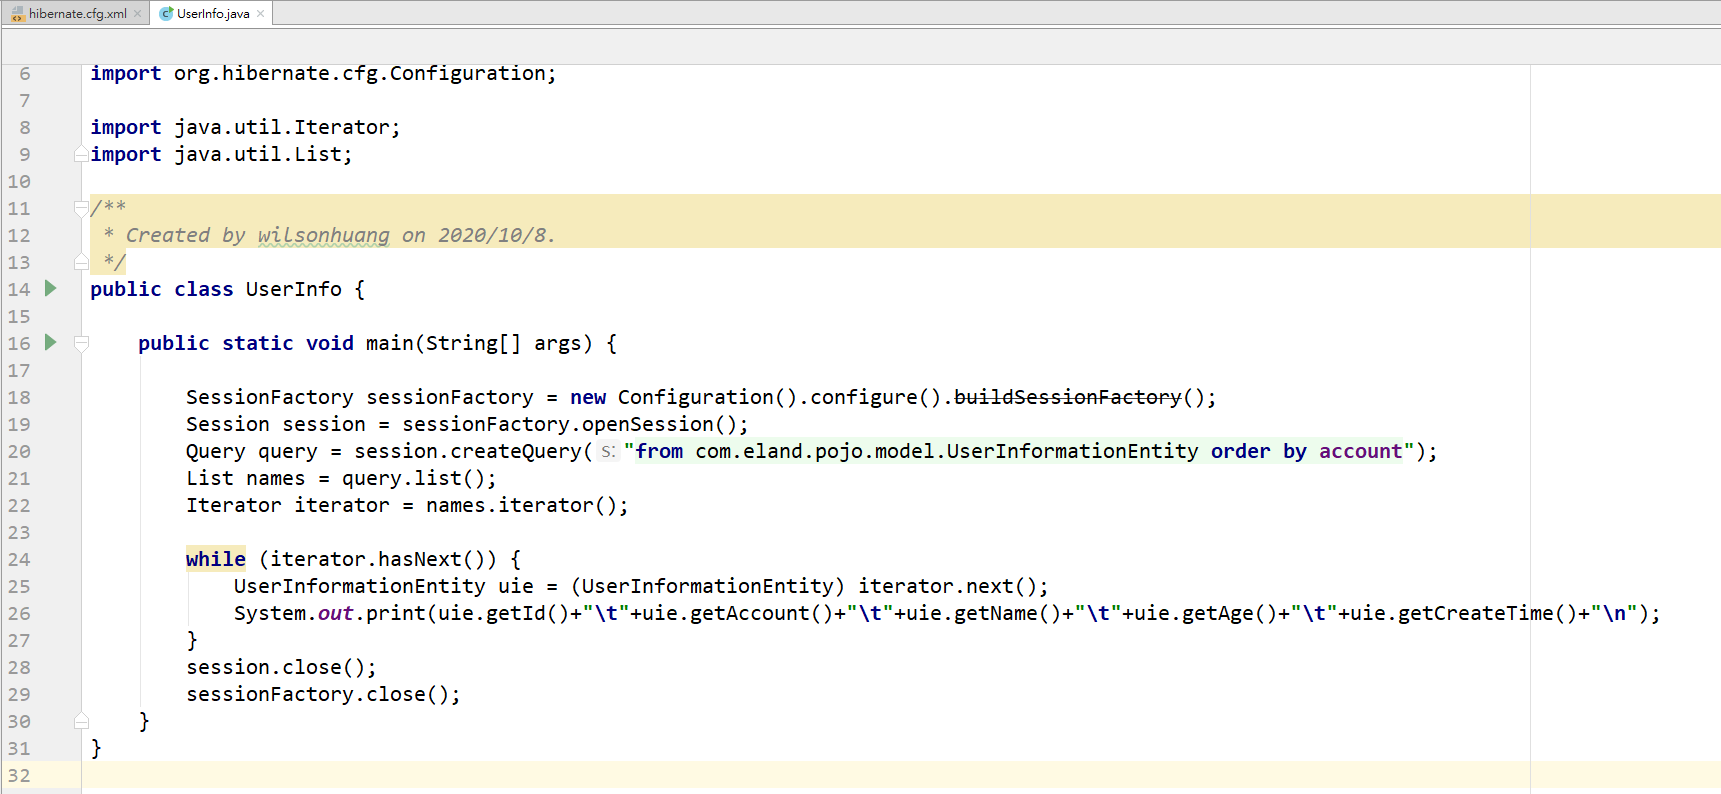 hibernate.cfg.xml × UserInfo.java ×
6 import org.hibernate.cfg.Configuration;
7
8 import java.util.Iterator;
9 import java.util.List;
10
11 /**
12 * Created by wilsonhuang on 2020/10/8.
13 */
14 public class UserInfo {
15
16 public static void main(String[] args) {
17
18 SessionFactory sessionFactory = new Configuration().configure().buildSessionFactory();
19 Session session = sessionFactory.openSession();
20 Query query = session.createQuery( s: "from com.eland.pojo.model.UserInformationEntity order by account");
21 List names = query.list();
22 Iterator iterator = names.iterator();
23
24 while (iterator.hasNext()) {
25 UserInformationEntity uie = (UserInformationEntity) iterator.next();
26 System.out.print(uie.getId()+"\t"+uie.getAccount()+"\t"+uie.getName()+"\t"+uie.getAge()+"\t"+uie.getCreateTime()+"\n");
27 }
28 session.close();
29 sessionFactory.close();
30 }
31 }
32